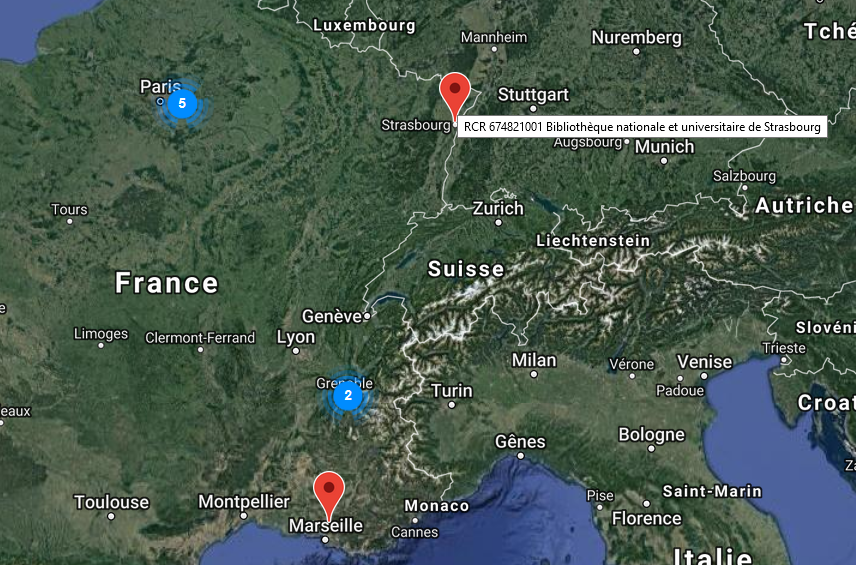 Luxembourg
Mannheim
Nuremberg
Tché
Paris
5
Stuttgart
Strasbourg
RCR 674821001 Bibliothèque nationale et universitaire de Strasbourg
Augsbourg
Munich
Salzbourg
Tours
Zurich
Autriche
Liechtenstein
France
Suisse
Genève
Limoges
Clermont-Ferrand
Lyon
Slovéni
Trieste
Milan
Vérone
Venise
Grenoble
2
Turin
Padoue
Croat
eaux
Gênes
Bologne
Toulouse
Montpellier
Monaco
Pise
Saint-Marin
Marseille
Cannes
Florence
Italie